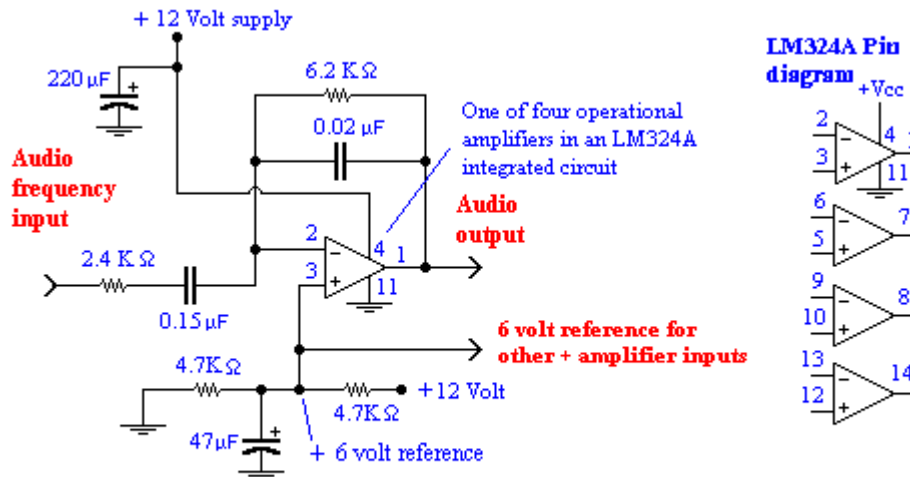 + 12 Volt supply
220 µF
+
6.2 K Ω
0.02 µF
One of four operational
amplifiers in an LM324A
integrated circuit
Audio
frequency
input
Audio
output
2.4 K Ω
0.15 µF
2
3
4
1
11
−
+
6 volt reference for
other + amplifier inputs
4.7K Ω
4.7K Ω
+12 Volt
47µF
+
+ 6 volt reference
LM324A Pin
diagram
+Vcc
2
3
4
11
−
+
6
5
7
−
+
9
10
8
−
+
13
12
14
−
+